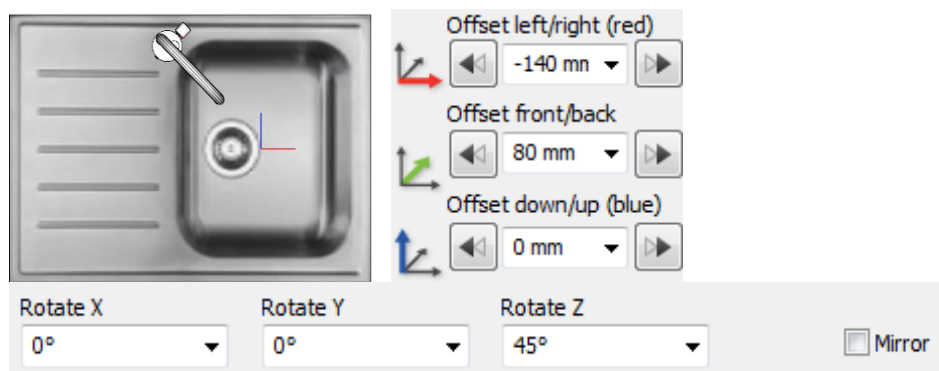 Offset left/right (red)
-140 mm
Offset front/back
80 mm
Offset down/up (blue)
0 mm
Rotate X
Rotate Y
Rotate Z
0°
0°
45°
Mirror